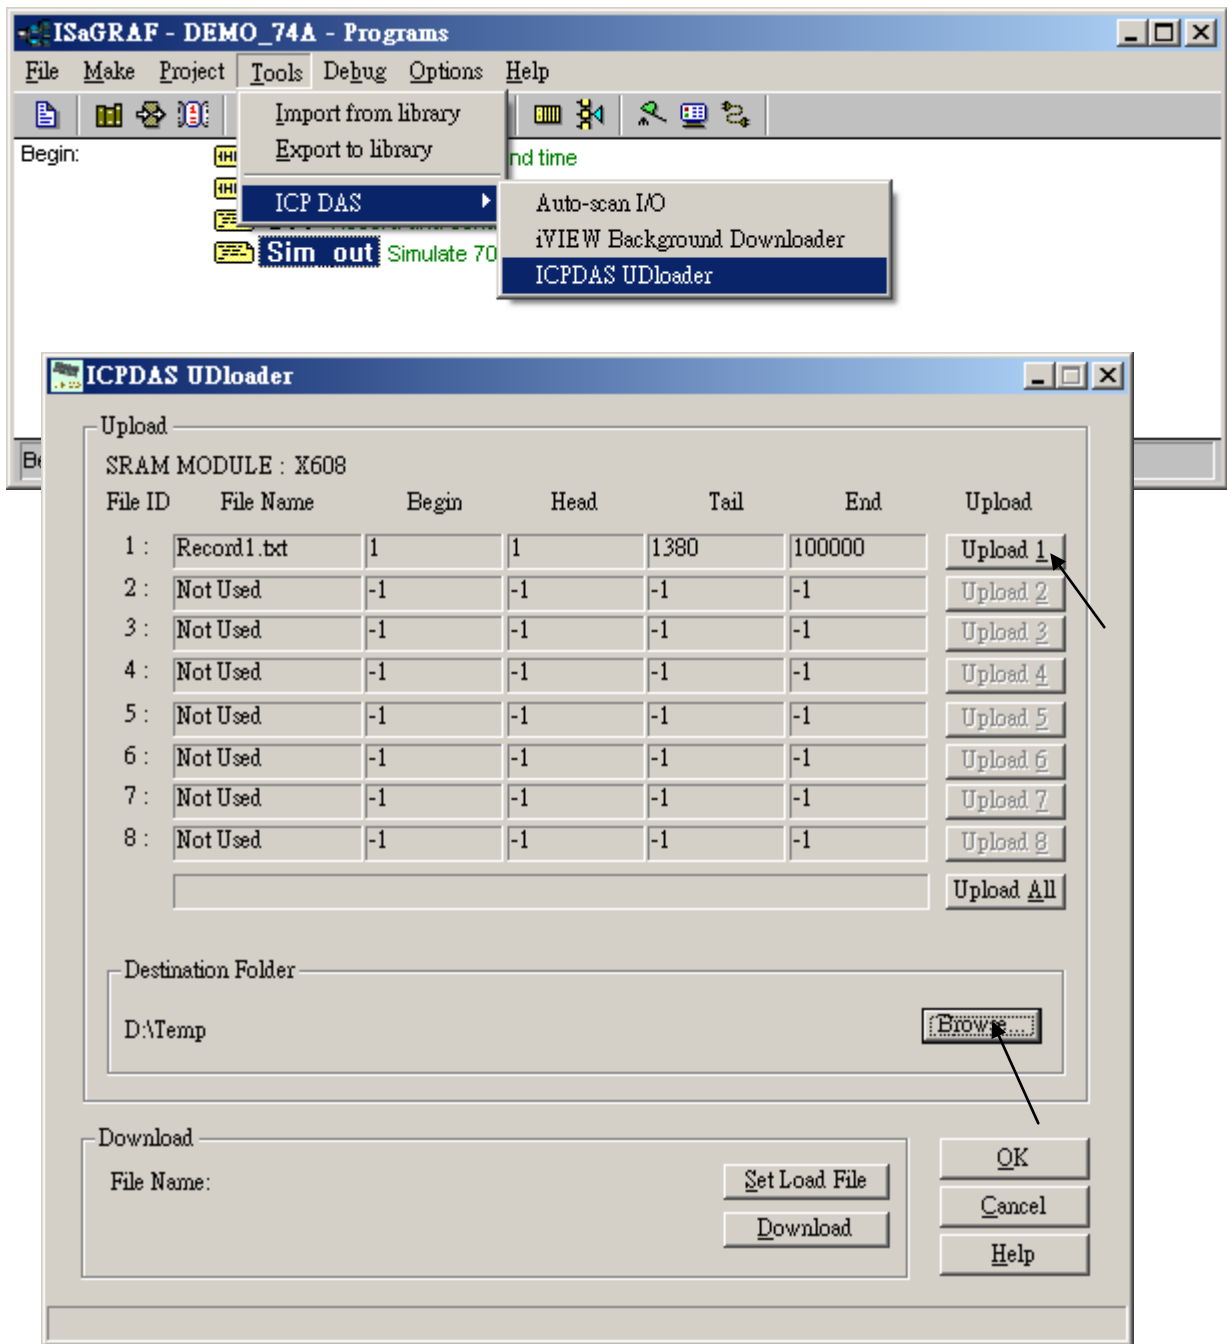 ISaGRAF - DEMO_74A - Programs
File Make Project Tools Debug Options Help
Import from library
Export to library
ICP DAS
Auto-scan I/O
iVIEW Background Downloader
ICPDAS UDloader
Begin:
nd time
Sim_out Simulate 70
ICPDAS UDloader
Upload
SRAM MODULE : X608
File ID File Name Begin Head Tail End Upload
1 : Record1.txt 1 1 1380 100000 Upload 1
2 : Not Used -1 -1 -1 -1 Upload 2
3 : Not Used -1 -1 -1 -1 Upload 3
4 : Not Used -1 -1 -1 -1 Upload 4
5 : Not Used -1 -1 -1 -1 Upload 5
6 : Not Used -1 -1 -1 -1 Upload 6
7 : Not Used -1 -1 -1 -1 Upload 7
8 : Not Used -1 -1 -1 -1 Upload 8
Upload All
Destination Folder
D:\Temp Browse...
Download
File Name: Set Load File
Download
OK
Cancel
Help